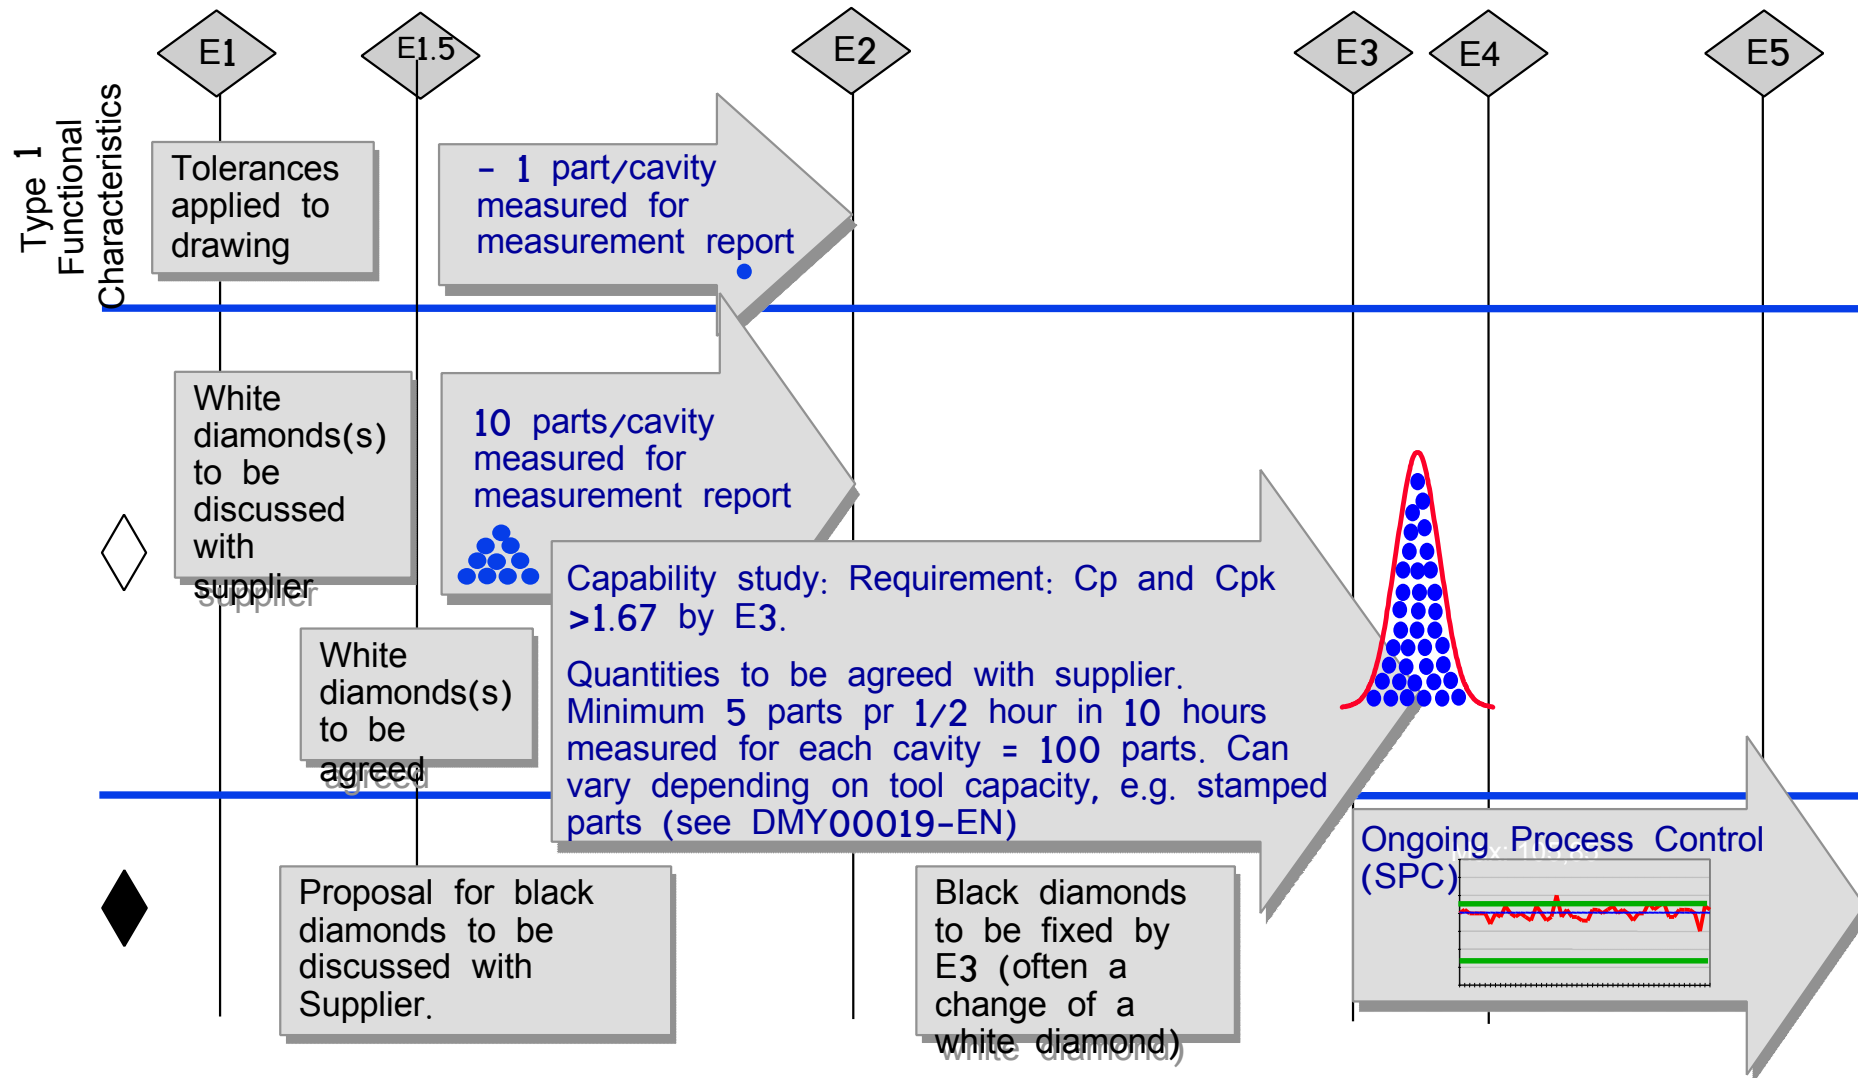 E1
E1.5
E2
E3
E4
E5
Type 1
Functional
Characteristics
Tolerances
applied to
drawing
- 1 part/cavity
measured for
measurement report
White
diamonds(s)
to be
discussed
with
supplier
10 parts/cavity
measured for
measurement report
White
diamonds(s)
to be
agreed
Capability study: Requirement: Cp and Cpk
>1.67 by E3.
Quantities to be agreed with supplier.
Minimum 5 parts pr 1/2 hour in 10 hours
measured for each cavity = 100 parts. Can
vary depending on tool capacity, e.g. stamped
parts (see DMY00019-EN)
Proposal for black
diamonds to be
discussed with
Supplier.
Black diamonds
to be fixed by
E3 (often a
change of a
white diamond)
Ongoing Process Control
(SPC)